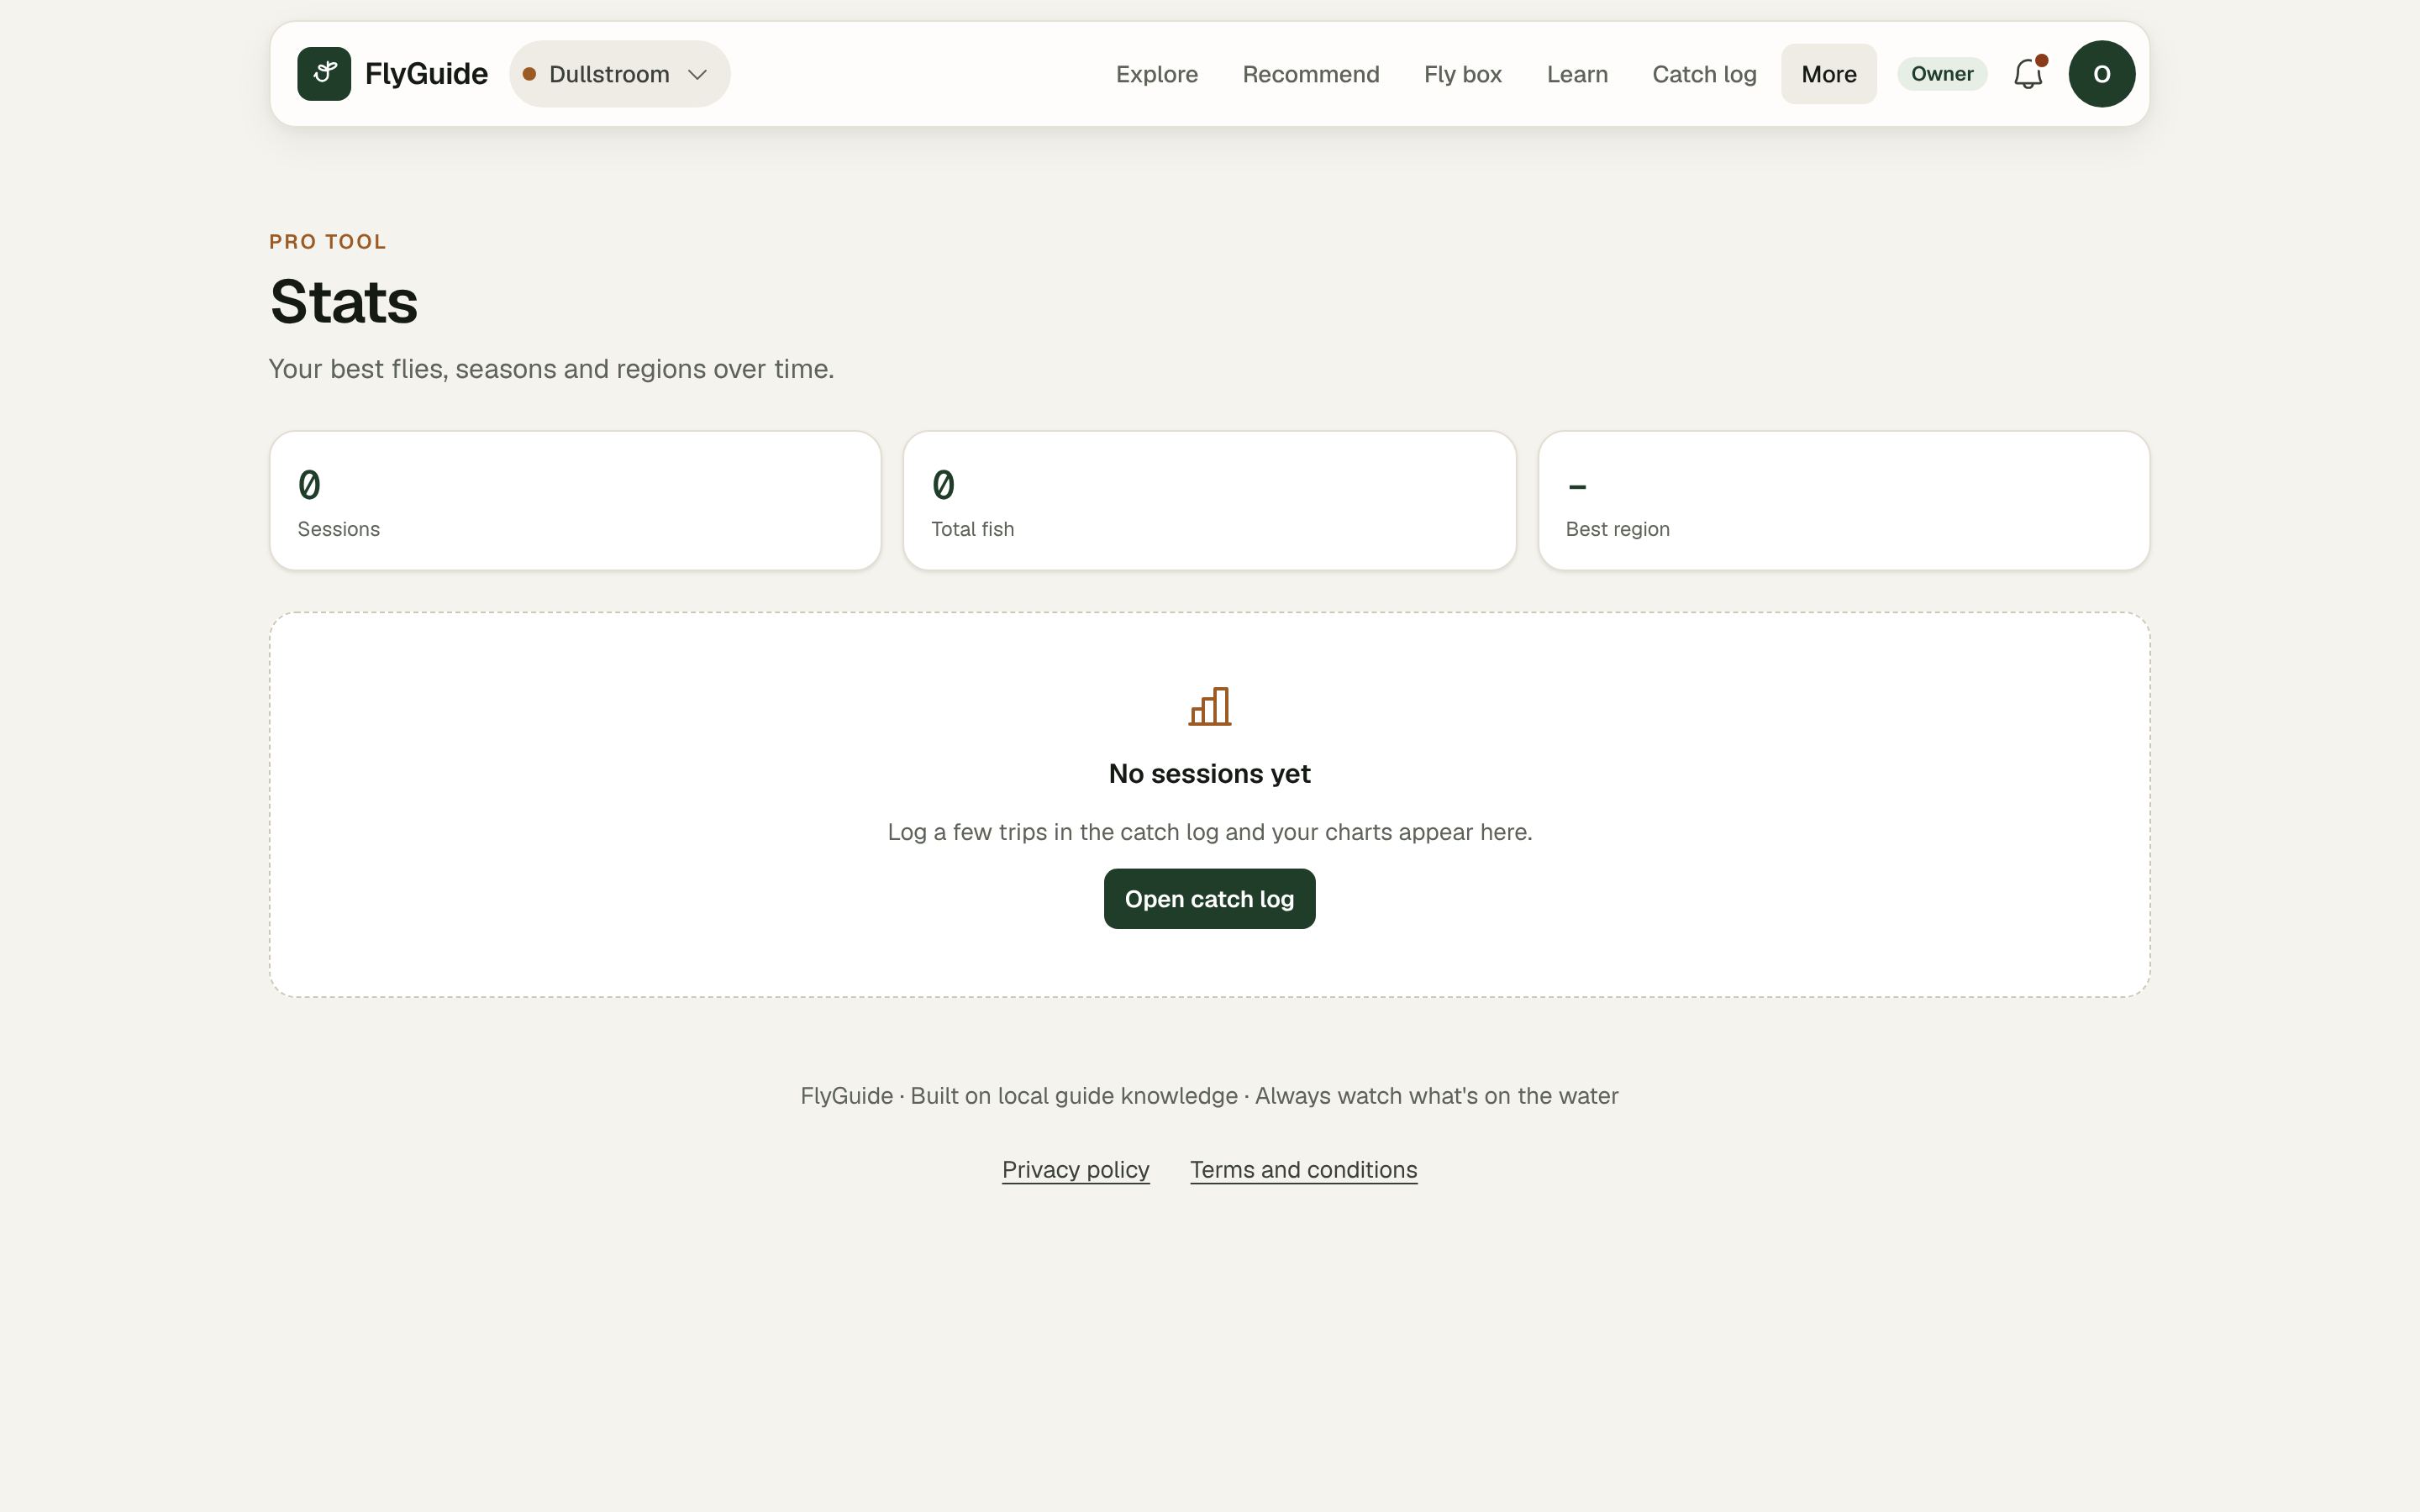 FlyGuide
Dullstroom
Explore
Recommend
Fly box
Learn
Catch log
More
Owner
O
PRO TOOL
Stats
Your best flies, seasons and regions over time.
0
Sessions
0
Total fish
–
Best region
No sessions yet
Log a few trips in the catch log and your charts appear here.
Open catch log
FlyGuide · Built on local guide knowledge · Always watch what's on the water
Privacy policy
Terms and conditions